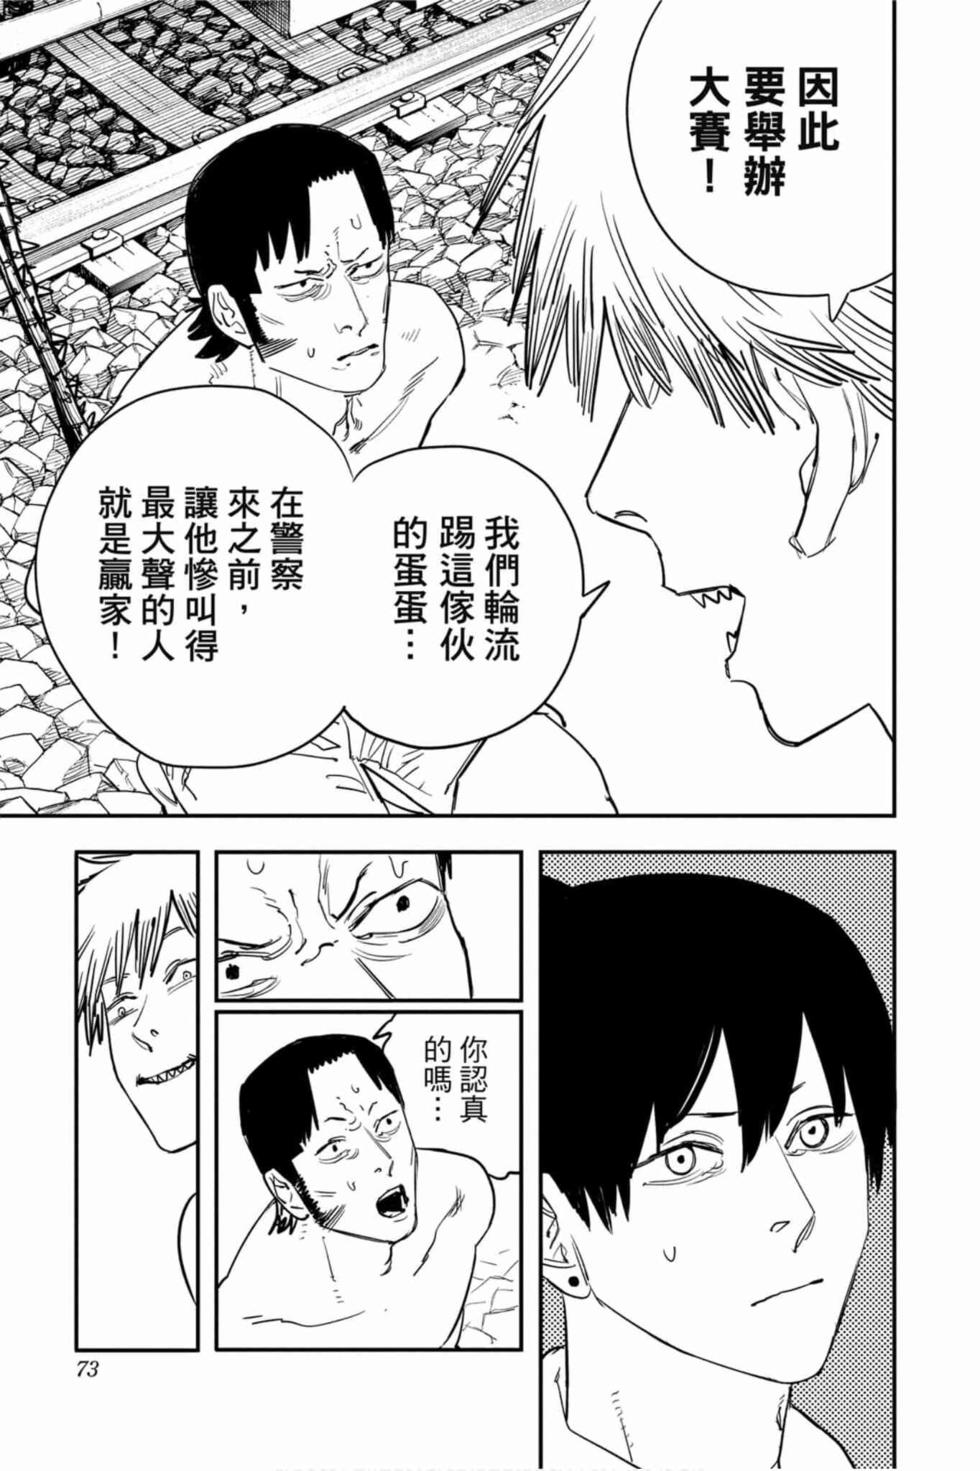 因此
要舉辦
大賽！
我們輪流
踢這傢伙
的蛋蛋…
在警察
來之前，
讓他慘叫得
最大聲的人
就是贏家！
你認真
的嗎…
73